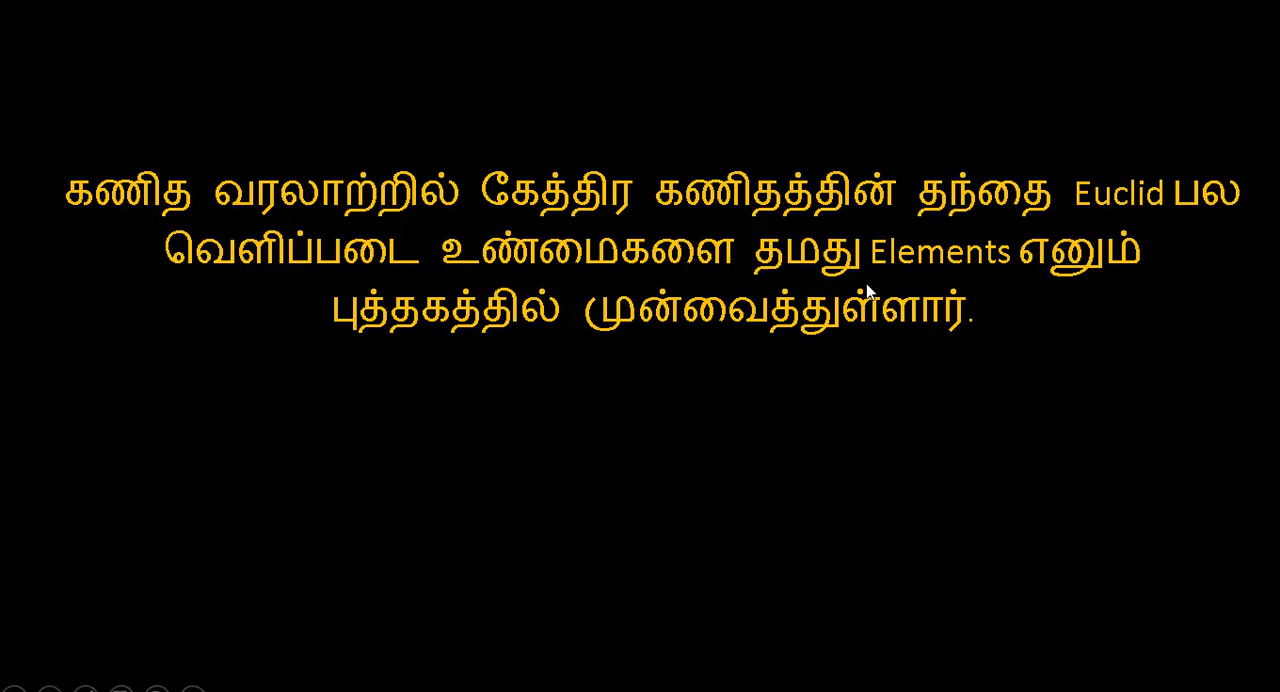 கணித வரலாற்றில் கேத்திர கணிதத்தின் தந்தை Euclid பல
வெளிப்படை உண்மைகளை தமது Elements எனும்
புத்தகத்தில் முன்வைத்துள்ளார்.